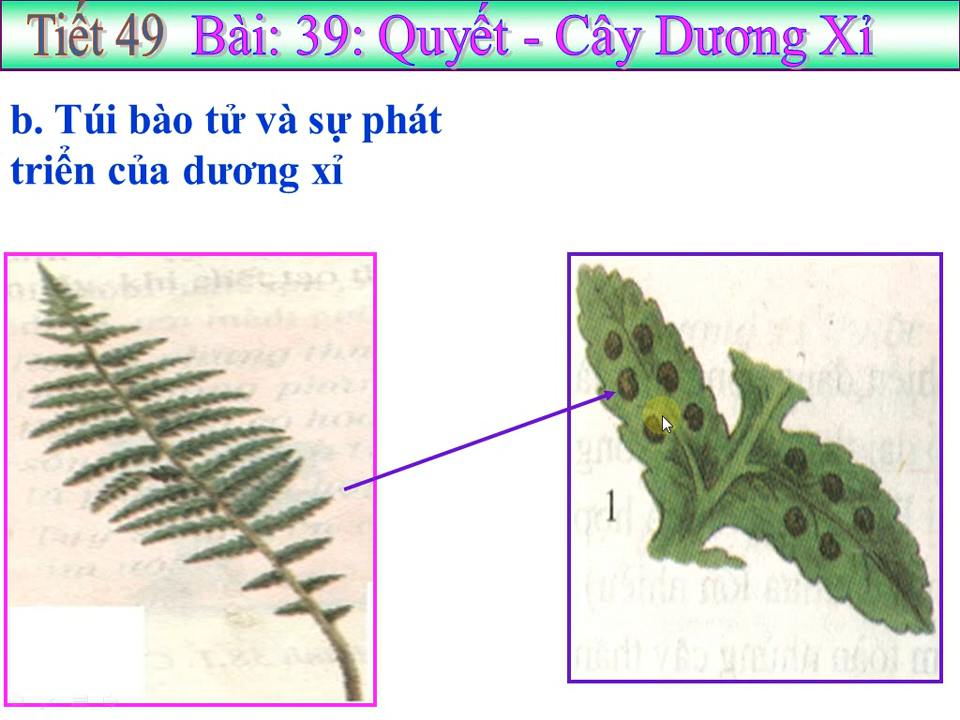 Tiết 49 Bài: 39: Quyết - Cây Dương Xỉ
b. Túi bào tử và sự phát
triển của dương xỉ
1